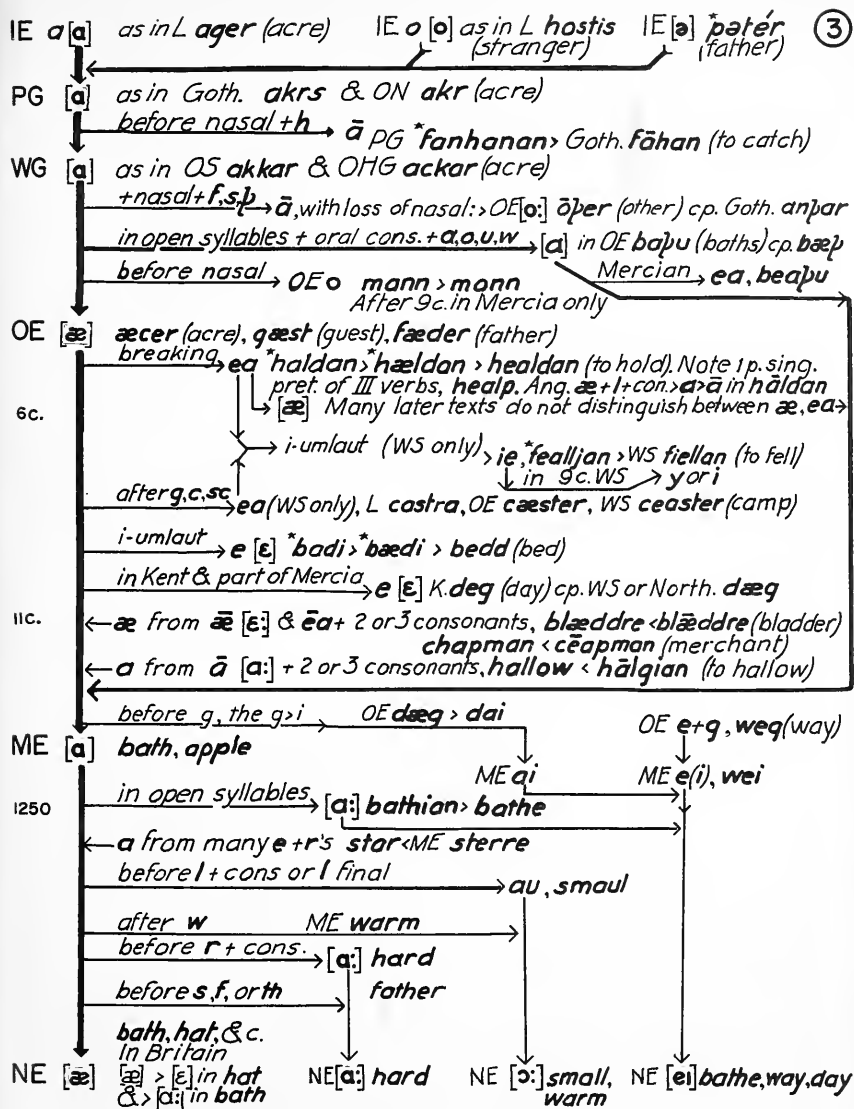 IE a [ɑ] as in L ager (acre) IE o [o] as in L hostis (stranger) IE [ə] *pətér (father) ③
PG [ɑ] as in Goth. akrs & ON akr (acre)
before nasal + h ā PG *fanhanan > Goth. fāhan (to catch)
WG [ɑ] as in OS akkar & OHG ackar (acre)
+nasal+f,s,þ ā, with loss of nasal: > OE [o:] ōþer (other) cp. Goth. anþar
in open syllables + oral cons. + a,o,u,w [ɑ] in OE baþu (baths) cp. bæþ
before nasal OE o mann > monn Mercian ea, beaþu
After 9c. in Mercia only
OE [æ] æcer (acre), gæst (guest), fæder (father)
breaking ea *haldan > *hældan > healdan (to hold). Note 1 p. sing.
pret. of III verbs, healp. Ang. æ+l+con. > a > ā in hāldan
6c. [æ] Many later texts do not distinguish between æ, ea
i-umlaut (WS only) ie, *fealljan > WS fiellan (to fell)
in 9c. WS y or i
after g, c, sc ea (WS only), L castra, OE cæster, WS ceaster (camp)
i-umlaut e [ɛ] *badi > *bædi > bedd (bed)
in Kent & part of Mercia e [ɛ] K. deg (day) cp. WS or North. dæg
11c. æ from ǣ [ɛ:] & ēa + 2 or 3 consonants, blæddre < blǣddre (bladder)
chapman < cēapman (merchant)
a from ā [ɑ:] + 2 or 3 consonants, hallow < hālgian (to hallow)
before g, the g > i OE dæg > dai OE e+g, weg (way)
ME [ɑ] bath, apple
ME ai ME e(i), wei
1250 in open syllables [ɑ:] bathian > bathe
a from many e+r's star < ME sterre
before l + cons or l final au, smaul
after w ME warm
before r + cons. [ɑ:] hard
before s, f, or th father
bath, hat, & c.
In Britain
NE [æ] [æ] > [ɛ] in hat NE [ɑ:] hard NE [ɔ:] small, NE [ei] bathe, way, day
& > [ɑ:] in bath warm